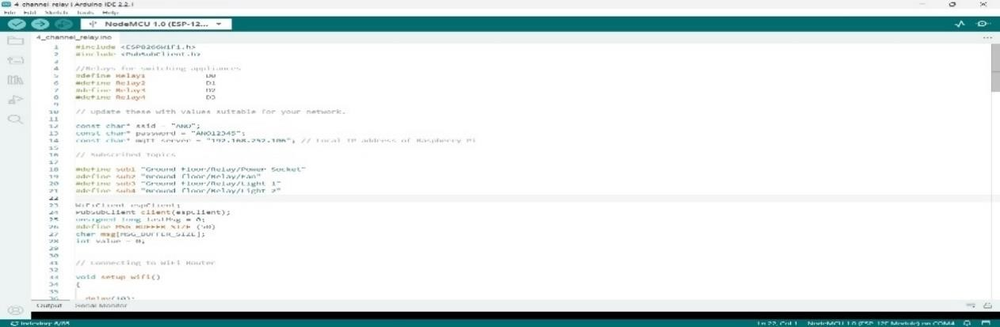 4_channel_relay | Arduino IDE 2.2.1
File Edit Sketch Tools Help
NodeMCU 1.0 (ESP-12...
4_channel_relay.ino
1 #include <ESP8266WiFi.h>
2 #include <PubSubClient.h>
3
4 //Relays for switching appliances
5 #define Relay1 D0
6 #define Relay2 D1
7 #define Relay3 D2
8 #define Relay4 D3
9
10 // Update these with values suitable for your network.
11
12 const char* ssid = "ANO";
13 const char* password = "ANO12345";
14 const char* mqtt_server = "192.168.252.106"; // Local IP address of Raspberry Pi
15
16 // Subscribed Topics
17
18 #define sub1 "Ground floor/Relay/Power Socket"
19 #define sub2 "Ground floor/Relay/Fan"
20 #define sub3 "Ground floor/Relay/Light 1"
21 #define sub4 "Ground floor/Relay/Light 2"
22
23 WiFiClient espClient;
24 PubSubClient client(espClient);
25 unsigned long lastMsg = 0;
26 #define MSG_BUFFER_SIZE (50)
27 char msg[MSG_BUFFER_SIZE];
28 int value = 0;
29
30
31 // Connecting to WiFi Router
32
33 void setup_wifi()
34 {
35
36 delay(10);
Output Serial Monitor
Ln 22, Col 1 NodeMCU 1.0 (ESP-12E Module) on COM4